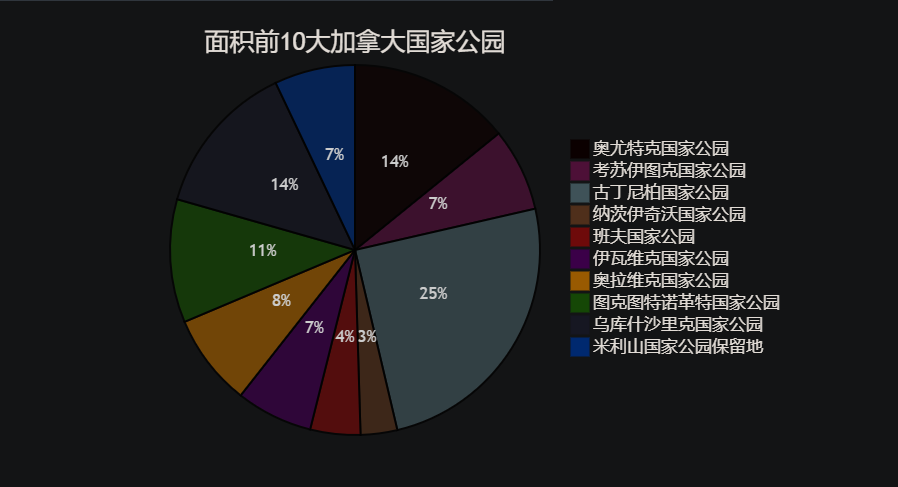 面积前10大加拿大国家公园
14%
7%
25%
3%
4%
7%
8%
11%
14%
7%
奥尤特克国家公园
考苏伊图克国家公园
古丁尼柏国家公园
纳茨伊奇沃国家公园
班夫国家公园
伊瓦维克国家公园
奥拉维克国家公园
图克图特诺革特国家公园
乌库什沙里克国家公园
米利山国家公园保留地